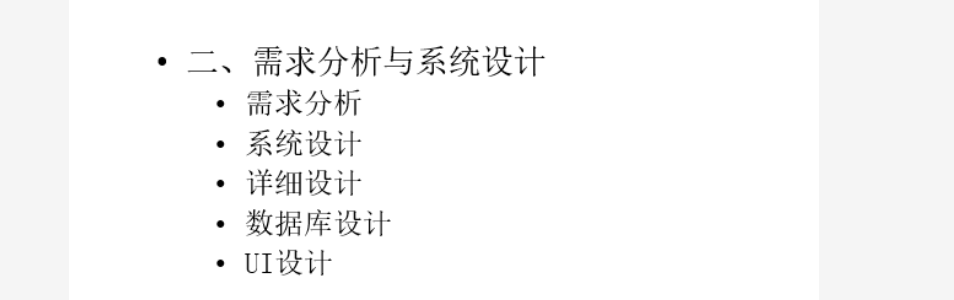 • 二、需求分析与系统设计
• 需求分析
• 系统设计
• 详细设计
• 数据库设计
• UI设计